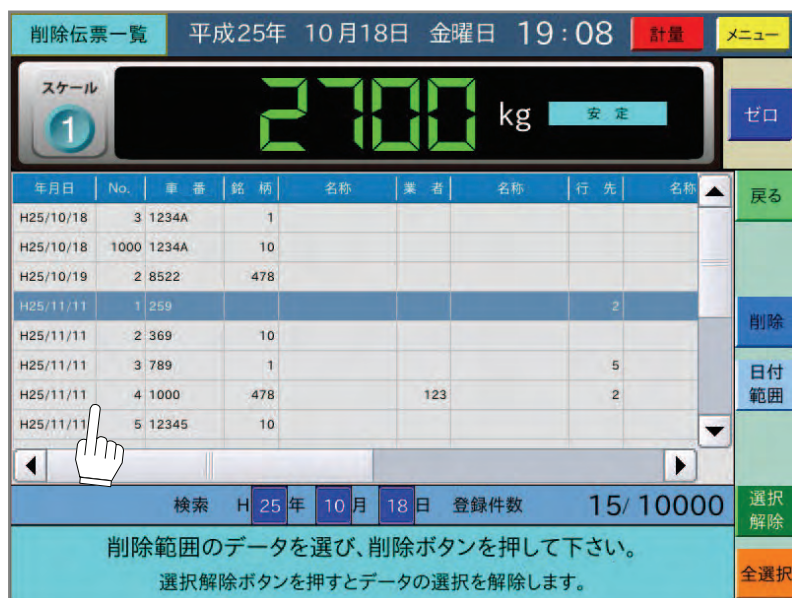 削除伝票一覧 平成25年 10月18日 金曜日 19:08 計量 メニュー
スケール 1 2700 kg 安定 ゼロ
年月日 No. 車番 銘柄 名称 業者 名称 行先 名称
H25/10/18 3 1234A 1
H25/10/18 1000 1234A 10
H25/10/19 2 8522 478
H25/11/11 1 259 2
H25/11/11 2 369 10
H25/11/11 3 789 1 5
H25/11/11 4 1000 478 123 2
H25/11/11 5 12345 10
戻る
削除
日付
範囲
検索 H 25 年 10 月 18 日 登録件数 15/10000
選択
解除
削除範囲のデータを選び、削除ボタンを押して下さい。
選択解除ボタンを押すとデータの選択を解除します。
全選択